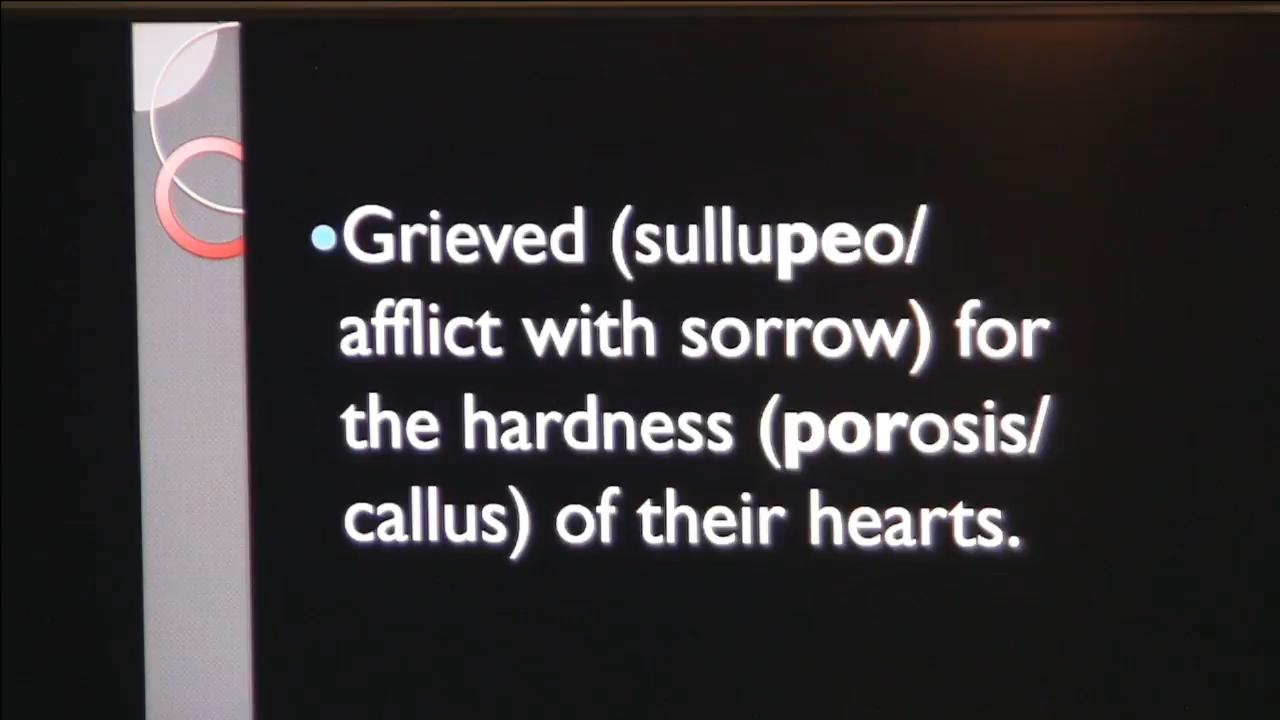 •Grieved (sullupeo/
afflict with sorrow) for
the hardness (porosis/
callus) of their hearts.